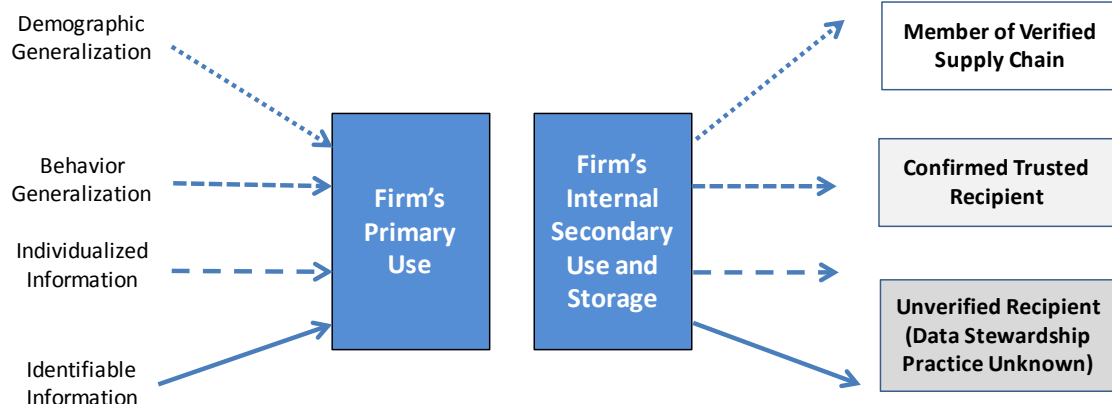 Demographic
Generalization
Behavior
Generalization
Individualized
Information
Identifiable
Information
Firm's
Primary
Use
Firm's
Internal
Secondary
Use and
Storage
Member of Verified
Supply Chain
Confirmed Trusted
Recipient
Unverified Recipient
(Data Stewardship
Practice Unknown)